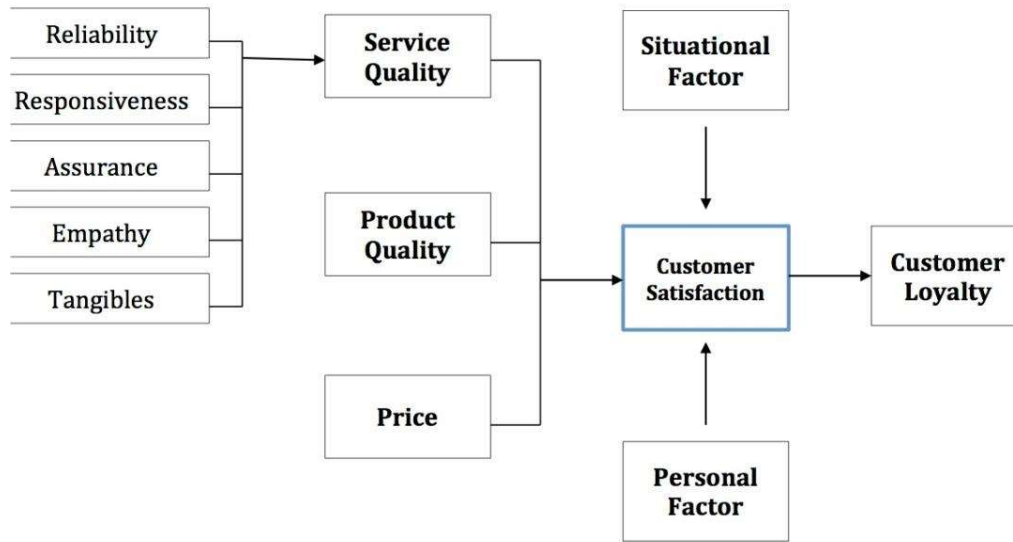 Reliability
Responsiveness
Assurance
Empathy
Tangibles
Service
Quality
Product
Quality
Price
Situational
Factor
Customer
Satisfaction
Personal
Factor
Customer
Loyalty